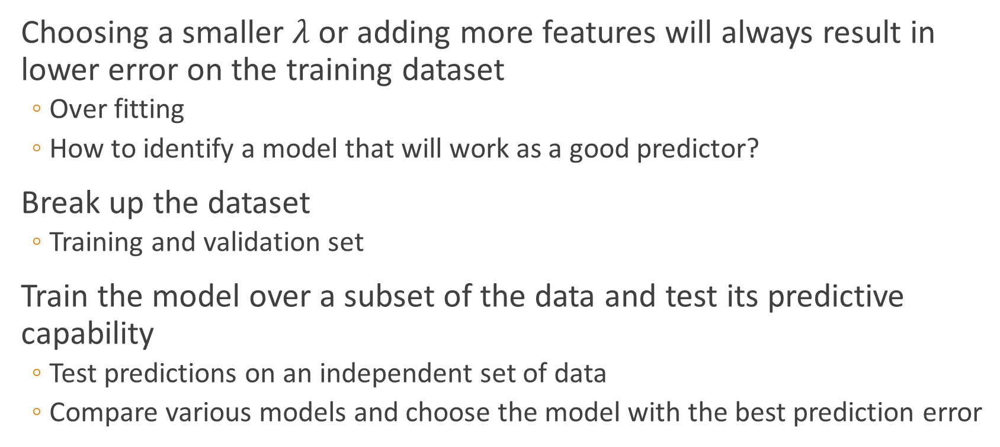 Choosing a smaller λ or adding more features will always result in
lower error on the training dataset
◦ Over fitting
◦ How to identify a model that will work as a good predictor?
Break up the dataset
◦ Training and validation set
Train the model over a subset of the data and test its predictive
capability
◦ Test predictions on an independent set of data
◦ Compare various models and choose the model with the best prediction error